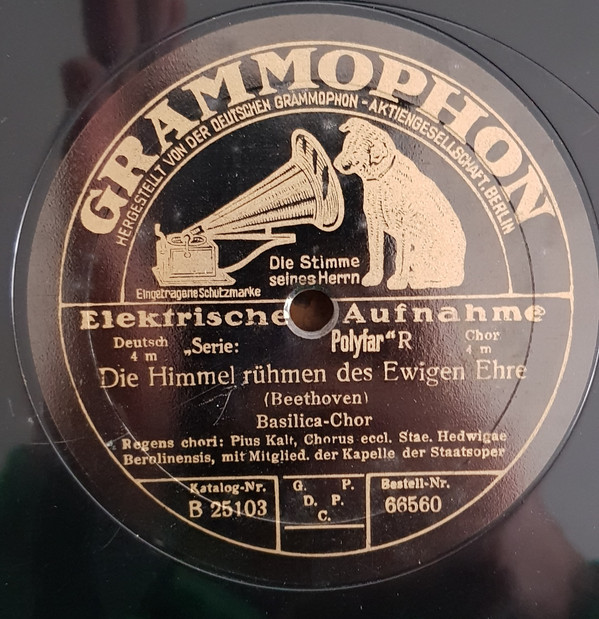 GRAMMOPHON
HERGESTELLT VON DER DEUTSCHEN GRAMMOPHON - AKTIENGESELLSCHAFT. BERLIN
Die Stimme
seines Herrn
Eingetragene Schutzmarke
Elektrische Aufnahme
Deutsch „Serie: Polyfar“ R Chor
4 m 4 m
Die Himmel rühmen des Ewigen Ehre
(Beethoven)
Basilica-Chor
Regens chori: Pius Kalt, Chorus eccl. Stae. Hedwigae
Berolinensis, mit Mitglied. der Kapelle der Staatsoper
Katalog-Nr. G. P. Bestell-Nr.
B 25103 D. P. 66560
C.